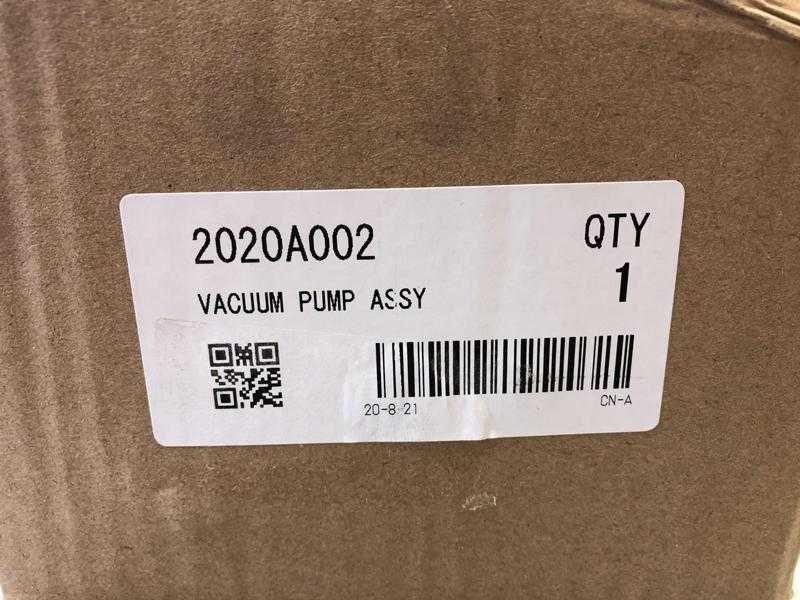 2020A002
QTY
1
VACUUM PUMP ASSY
20-8-21
CN-A